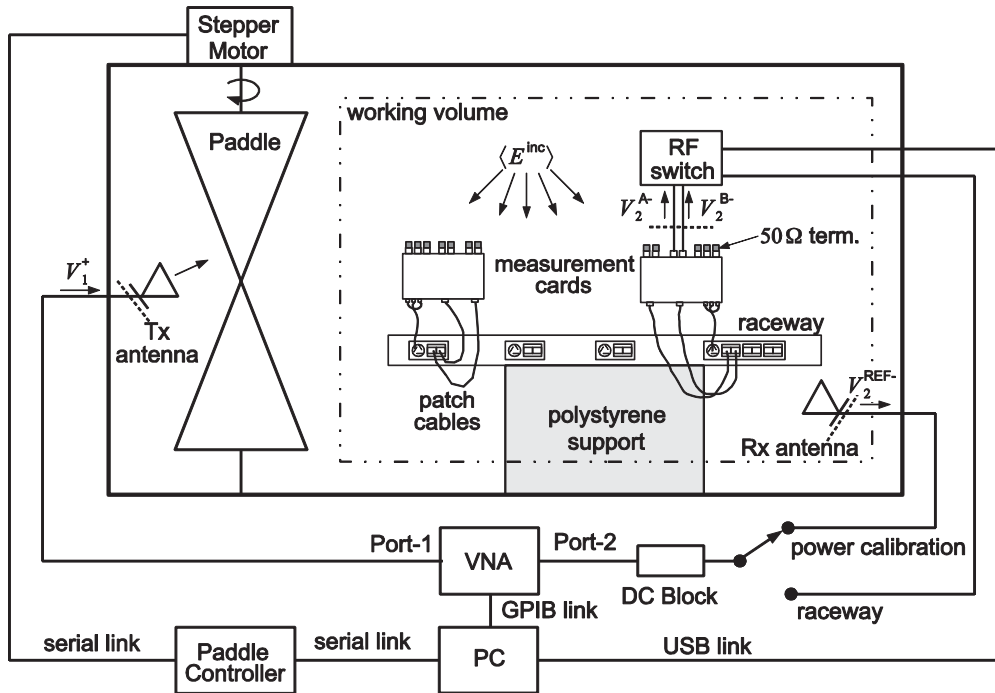 Stepper
Motor
Paddle
working volume
⟨E^inc⟩
RF
switch
V_2^A-
V_2^B-
50 Ω term.
measurement
cards
V_1^+
Tx
antenna
raceway
patch
cables
polystyrene
support
V_2^REF-
Rx antenna
Port-1
VNA
Port-2
DC Block
power calibration
raceway
GPIB link
serial link
Paddle
Controller
serial link
PC
USB link